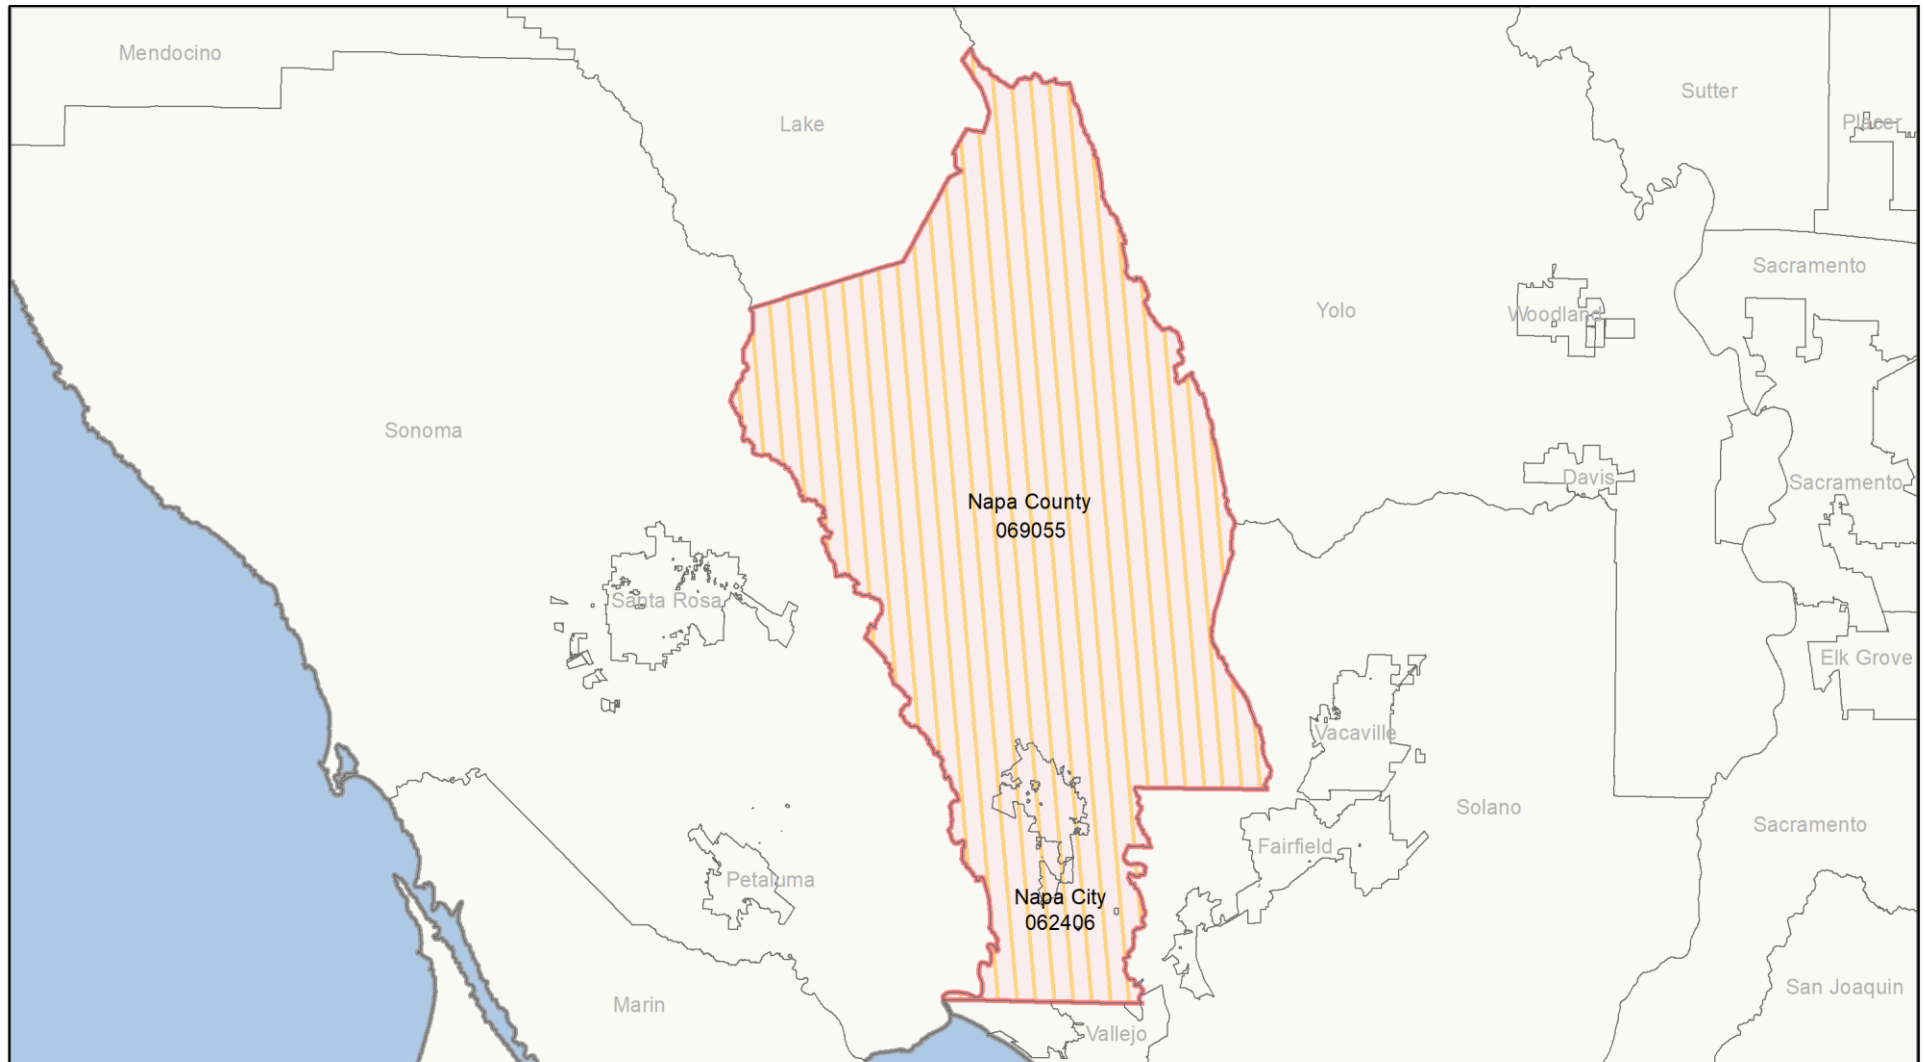 Mendocino
Lake
Sutter
Placer
Sacramento
Yolo
Woodland
Sonoma
Davis
Sacramento
Napa County
069055
Santa Rosa
Elk Grove
Vacaville
Solano
Sacramento
Fairfield
Petaluma
Napa City
062406
San Joaquin
Marin
Vallejo